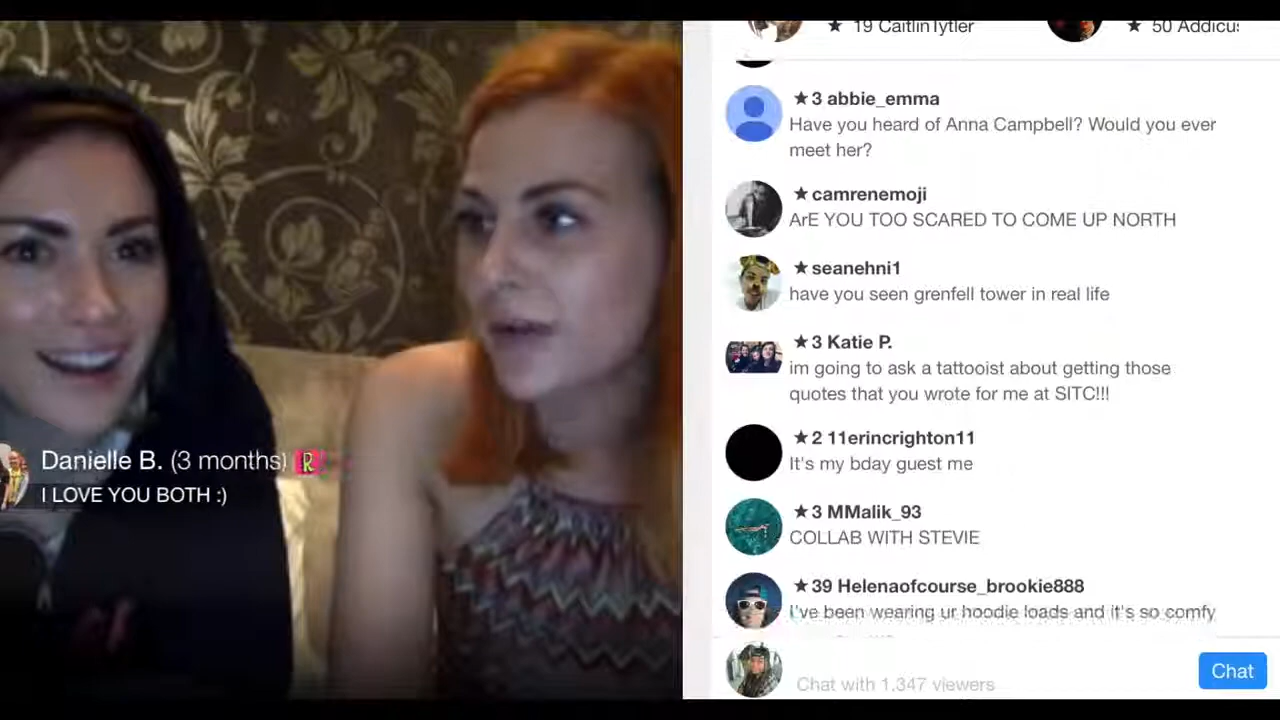 ★ 19 CaitlinTytler ★ 50 Addicu
★3 abbie_emma
Have you heard of Anna Campbell? Would you ever
meet her?
★camrenemoji
ArE YOU TOO SCARED TO COME UP NORTH
★seanehni1
have you seen grenfell tower in real life
★3 Katie P.
im going to ask a tattooist about getting those
quotes that you wrote for me at SITC!!!
★2 11erincrighton11
It's my bday guest me
★3 MMalik_93
COLLAB WITH STEVIE
★39 Helenaofcourse_brookie888
I've been wearing ur hoodie loads and it's so comfy
Chat with 1,347 viewers
Chat
Danielle B. (3 months) R
I LOVE YOU BOTH :)